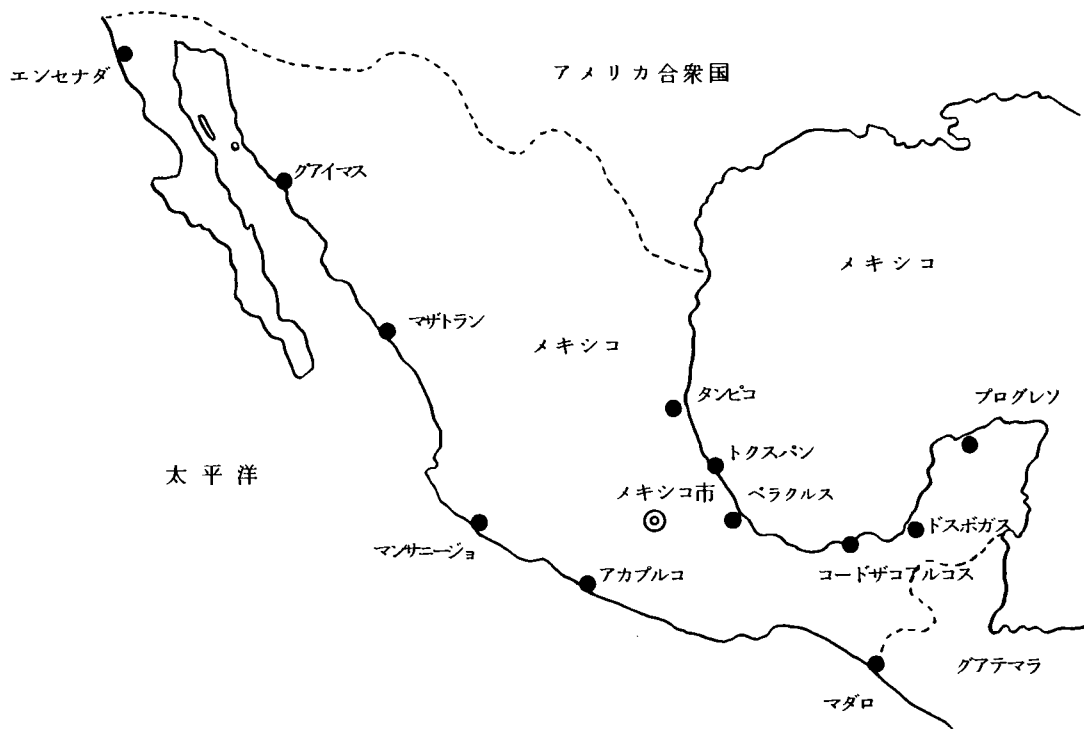 アメリカ合衆国
エンセナダ
グアイマス
メキシコ
マザトラン
メキシコ
タンピコ
プログレソ
トクスパン
太平洋
メキシコ市
ベラクルス
ドスボガス
マンサニージョ
アカプルコ
コードザコアルコス
グアテマラ
マダロ